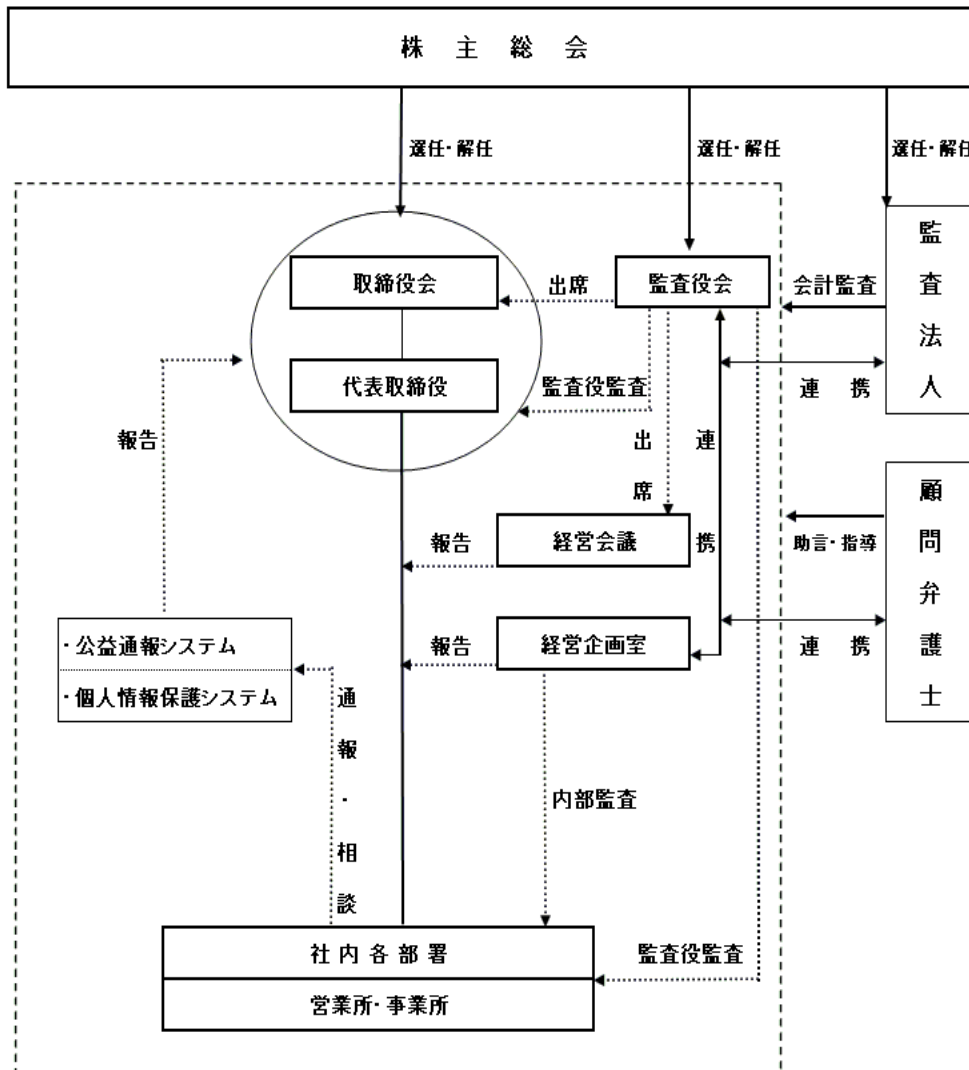 株主総会
選任・解任
選任・解任
選任・解任
監査法人
取締役会
出席
監査役会
会計監査
代表取締役
監査役監査
連携
報告
出席
連携
顧問弁護士
報告
経営会議
助言・指導
・公益通報システム
報告
経営企画室
連携
・個人情報保護システム
通報・相談
内部監査
社内各部署
監査役監査
営業所・事業所